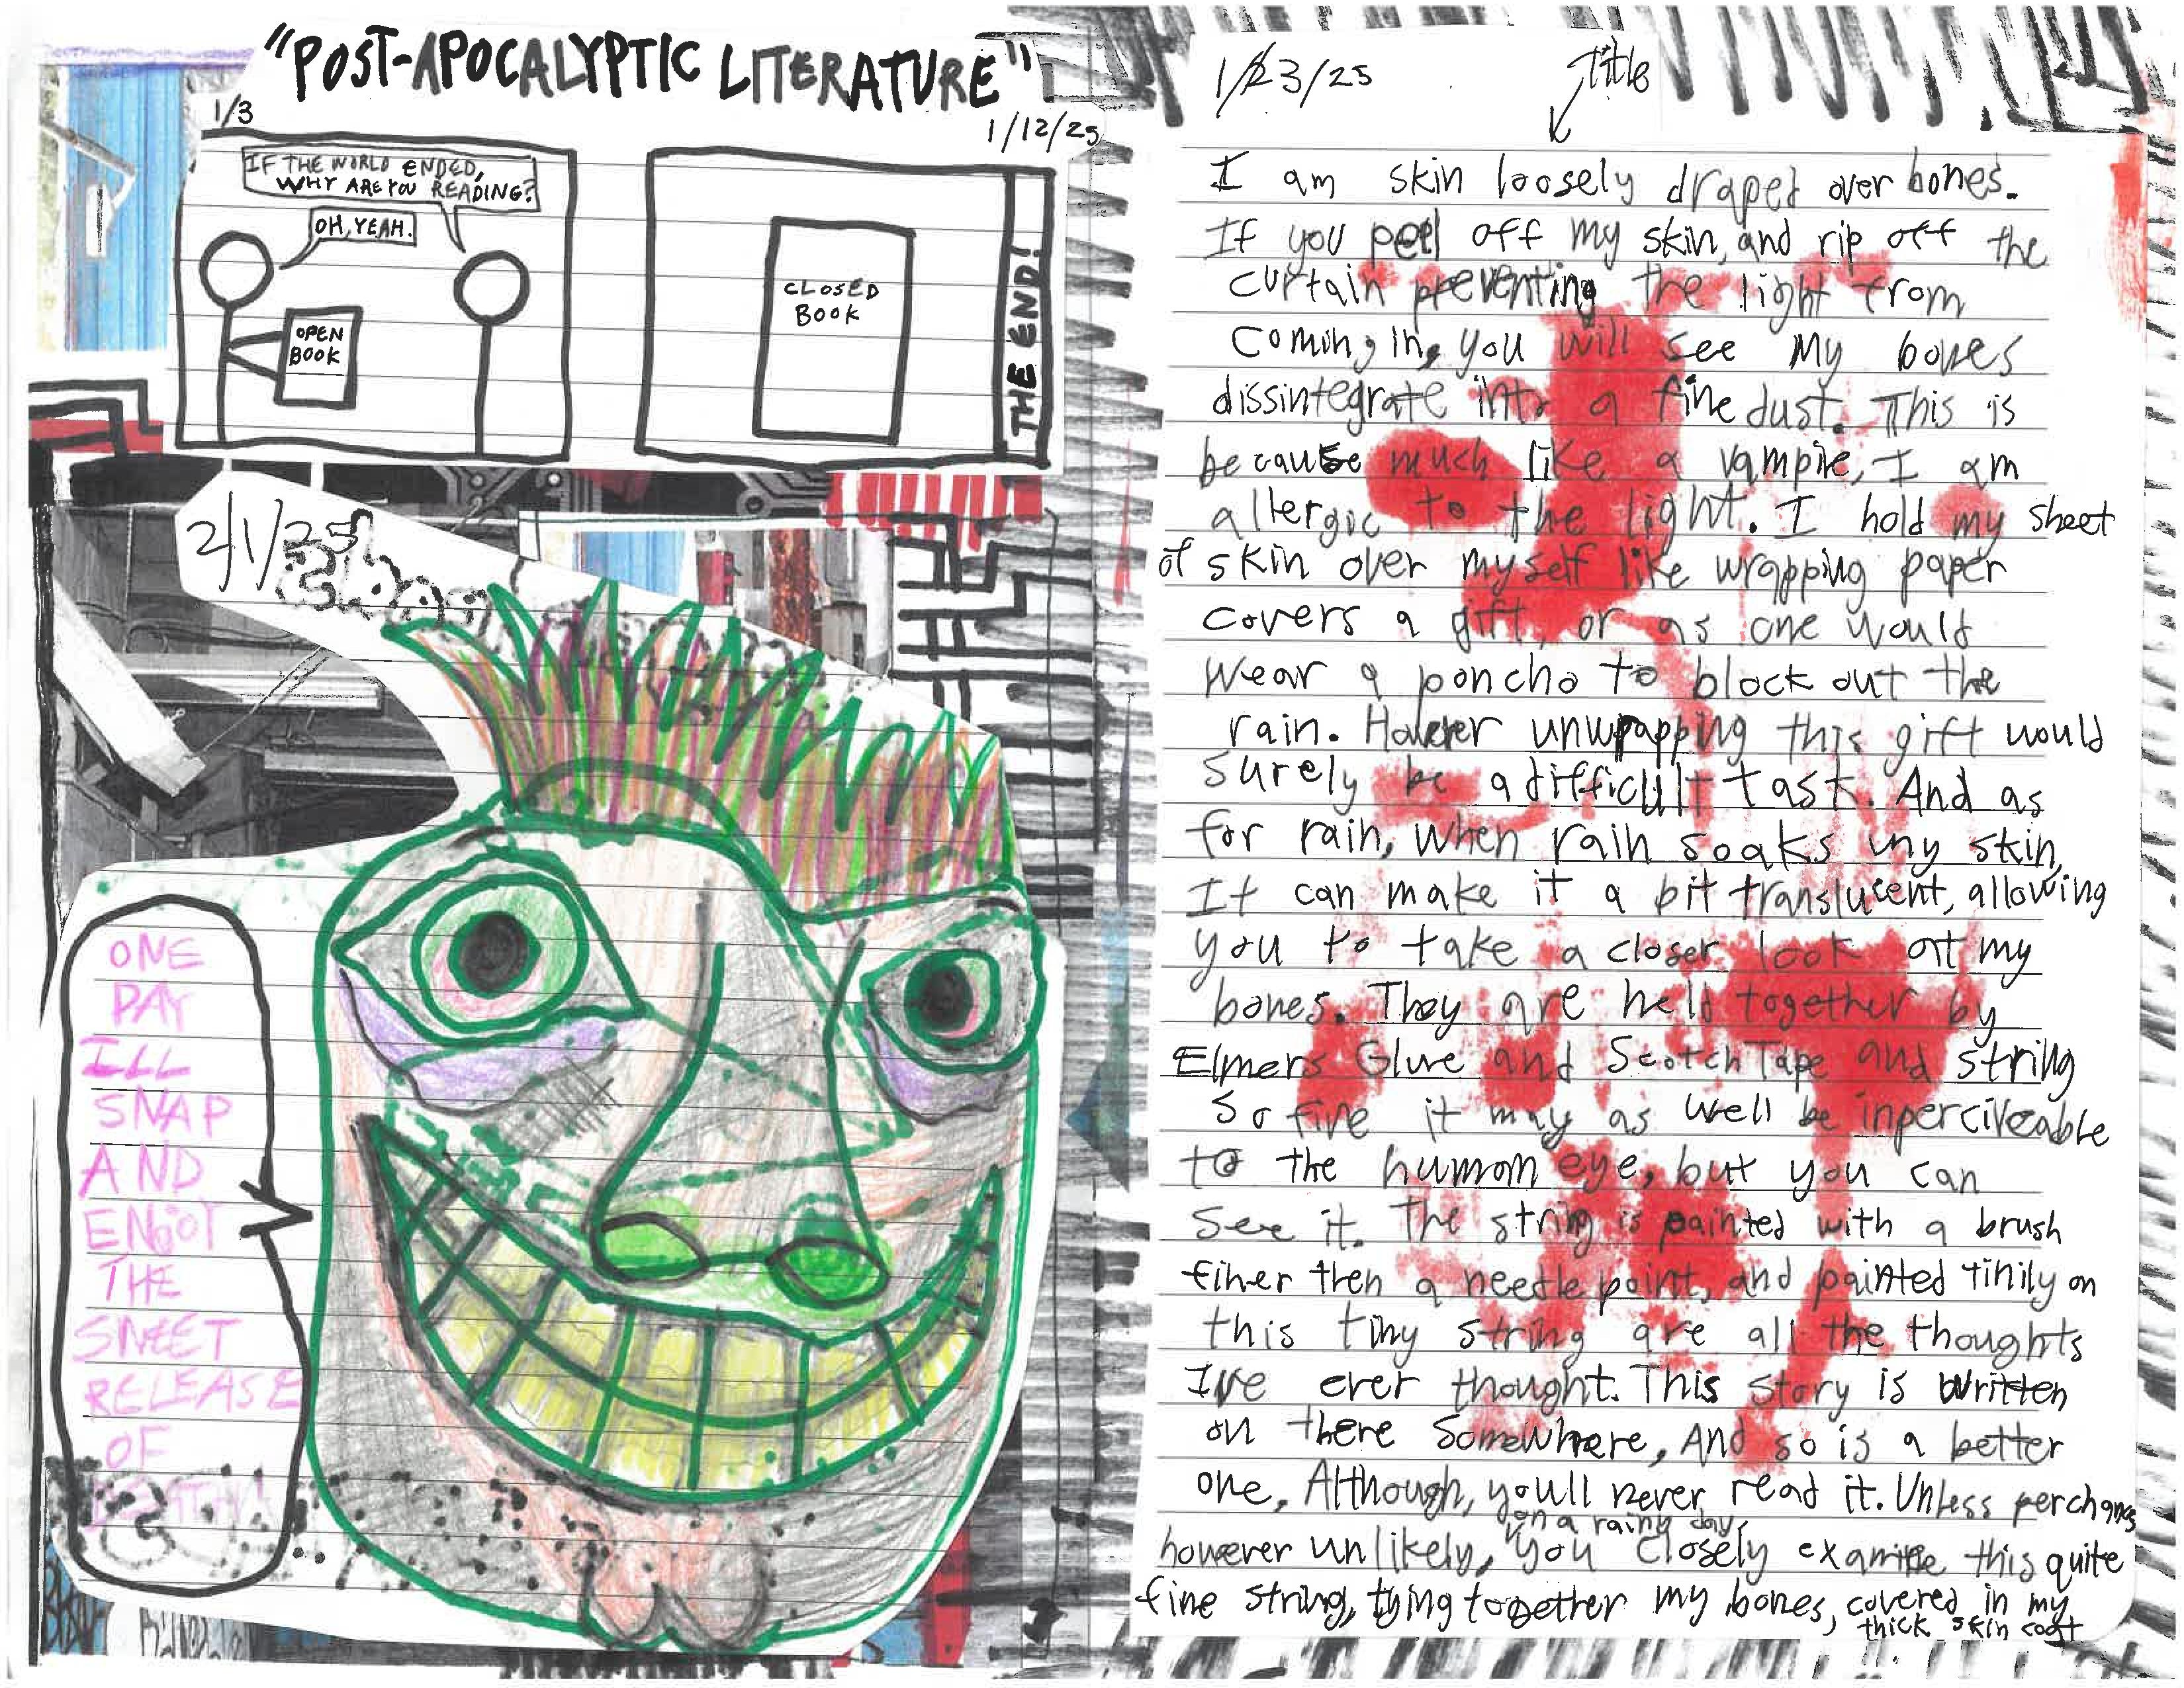 "POST-APOCALYPTIC LITERATURE"
1/3
1/12/25
IF THE WORLD ENDED,
WHY ARE YOU READING?
OH, YEAH.
OPEN
BOOK
CLOSED
BOOK
THE END!
2/1/25
ONE
DAY
ILL
SNAP
AND
ENJOY
THE
SWEET
RELEASE
OF
DEATH
1/23/25
title
I am skin loosely draped over bones.
If you peel off my skin, and rip off the
curtain preventing the light from
coming in, you will see my bones
dissintegrate into a fine dust. This is
because much like a vampire, I am
allergic to the light. I hold my sheet
of skin over myself like wrapping paper
covers a gift, or as one would
wear a poncho to block out the
rain. However unwrapping this gift would
surely be a difficult task. And as
for rain, when rain soaks my skin,
It can make it a bit translucent, allowing
you to take a closer look at my
bones. They are held together by
Elmers Glue and Scotch Tape and string
So fine it may as well be inperciveable
to the human eye, but you can
see it. The string is painted with a brush
finer then a needle point, and painted tinily on
this tiny string are all the thoughts
I've ever thought. This story is written
on there somewhere, And so is a better
one, Although, youll never read it. Unless perchance,
on a rainy day,
however unlikely, you closely examine this quite
fine string, tying together my bones, covered in my
thick skin coat